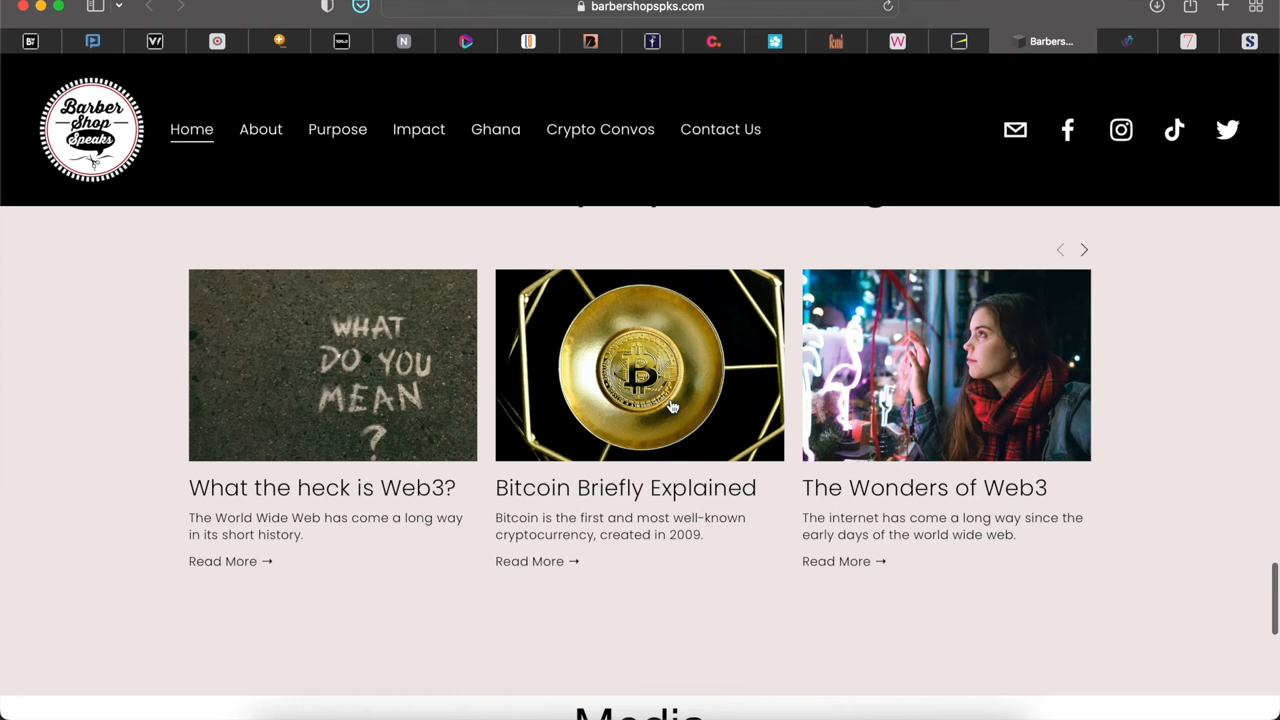 barbershopspks.com
Barbers...
Barber
Shop
Speaks
Home
About
Purpose
Impact
Ghana
Crypto Convos
Contact Us
WHAT
DO YOU
MEAN
?
What the heck is Web3?
The World Wide Web has come a long way
in its short history.
Read More →
Bitcoin Briefly Explained
Bitcoin is the first and most well-known
cryptocurrency, created in 2009.
Read More →
The Wonders of Web3
The internet has come a long way since the
early days of the world wide web.
Read More →
Media